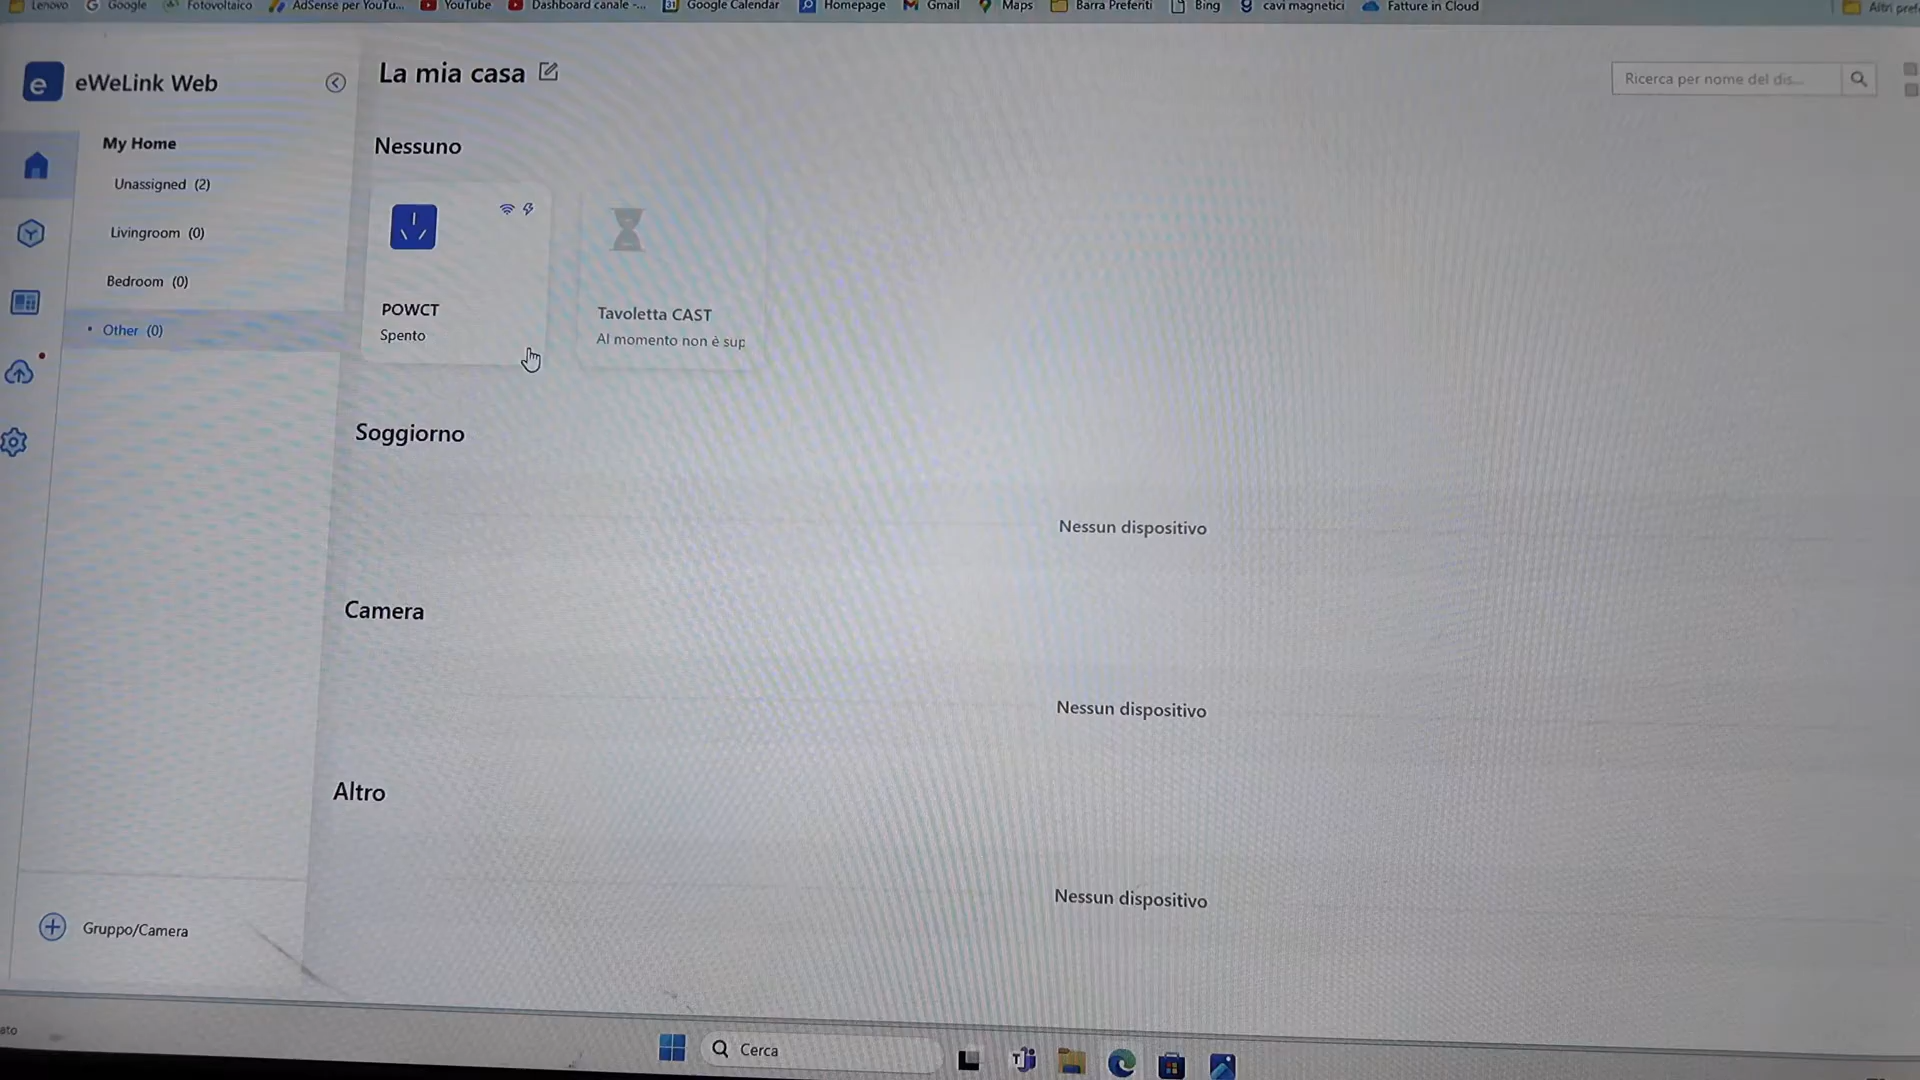 Lenovo Google Fotovoltaico AdSense per YouTu... YouTube Dashboard canale -... Google Calendar Homepage Gmail Maps Barra Preferiti Bing cavi magnetici Fatture in Cloud Altri pref
e eWeLink Web
La mia casa
Ricerca per nome del dis...
My Home
Unassigned (2)
Livingroom (0)
Bedroom (0)
• Other (0)
Gruppo/Camera
Nessuno
POWCT
Spento
Tavoletta CAST
Al momento non è sup
Soggiorno
Nessun dispositivo
Camera
Nessun dispositivo
Altro
Nessun dispositivo
ato
Cerca